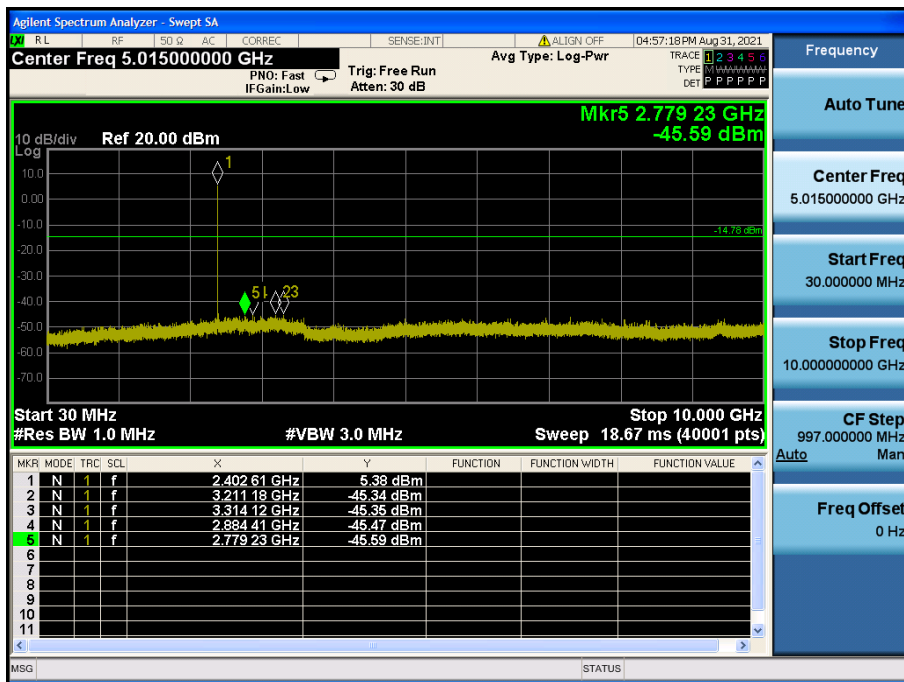 Agilent Spectrum Analyzer - Swept SA
LXI RL RF 50 Ω AC CORREC SENSE:INT ALIGN OFF 04:57:18 PM Aug 31, 2021
Center Freq 5.015000000 GHz
PNO: Fast
IFGain:Low
Trig: Free Run
Atten: 30 dB
Avg Type: Log-Pwr
TRACE 1 2 3 4 5 6
TYPE M
DET P P P P P P
Mkr5 2.779 23 GHz
-45.59 dBm
10 dB/div Ref 20.00 dBm
Log
10.0
0.00
-10.0
-20.0
-30.0
-40.0
-50.0
-60.0
-70.0
1
-14.78 dBm
5
23
Start 30 MHz Stop 10.000 GHz
#Res BW 1.0 MHz #VBW 3.0 MHz Sweep 18.67 ms (40001 pts)
MKR MODE TRC SCL X Y FUNCTION FUNCTION WIDTH FUNCTION VALUE
1 N 1 f 2.402 61 GHz 5.38 dBm
2 N 1 f 3.211 18 GHz -45.34 dBm
3 N 1 f 3.314 12 GHz -45.35 dBm
4 N 1 f 2.884 41 GHz -45.47 dBm
5 N 1 f 2.779 23 GHz -45.59 dBm
6
7
8
9
10
11
MSG STATUS
Frequency
Auto Tune
Center Freq
5.015000000 GHz
Start Freq
30.000000 MHz
Stop Freq
10.000000000 GHz
CF Step
997.000000 MHz
Auto Man
Freq Offset
0 Hz